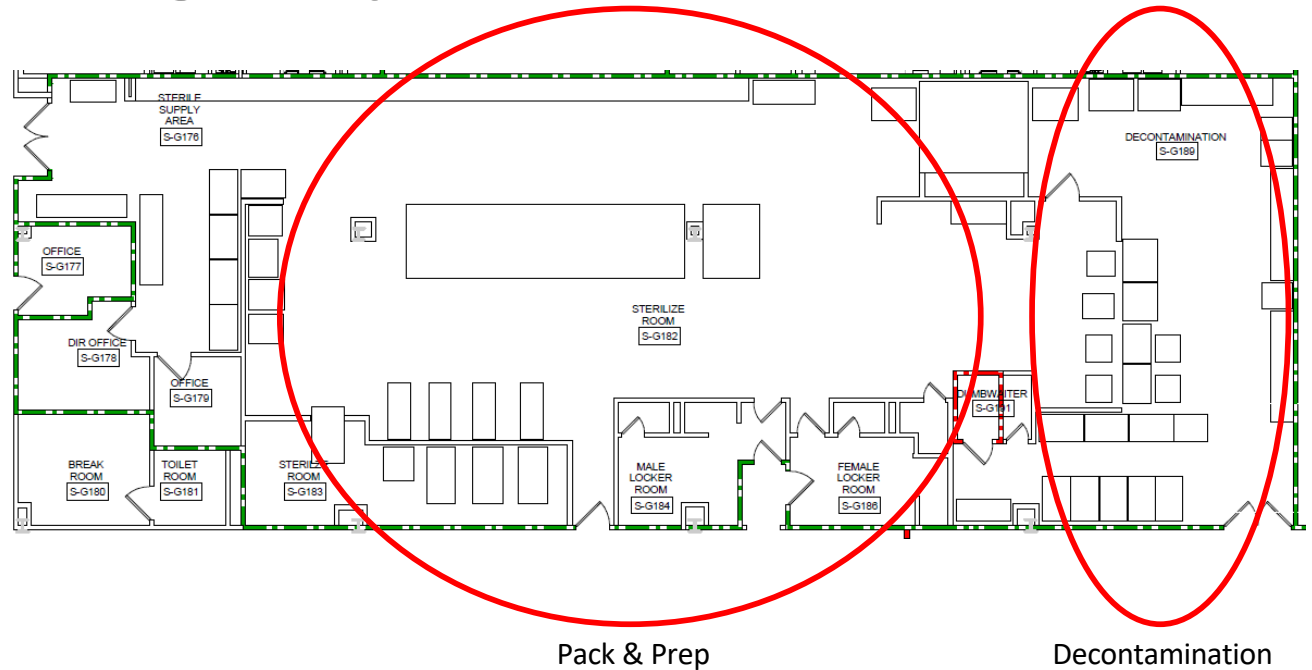 STERILE
SUPPLY
AREA
S-G176
DECONTAMINATION
S-G189
OFFICE
S-G177
STERILIZE
ROOM
S-G182
DIR OFFICE
S-G178
OFFICE
S-G179
DUMBWAITER
S-G191
BREAK
ROOM
S-G180
TOILET
ROOM
S-G181
STERILZE
ROOM
S-G183
MALE
LOCKER
ROOM
S-G184
FEMALE
LOCKER
ROOM
S-G186
Pack & Prep
Decontamination